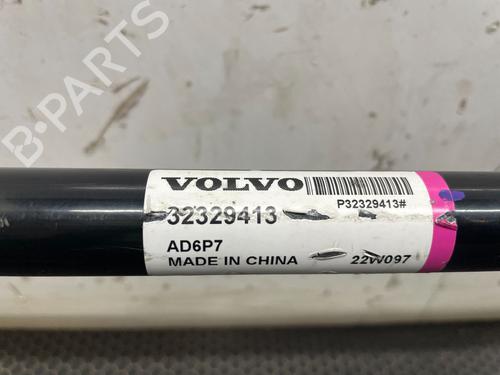 B-PARTS
VOLVO
P32329413#
32329413
AD6P7
MADE IN CHINA
22W097